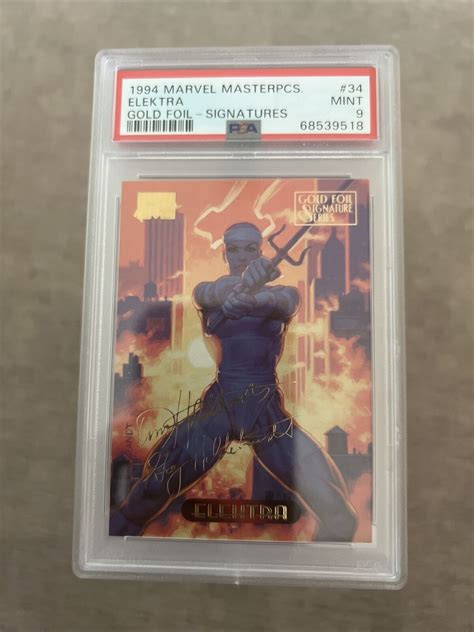 1994 MARVEL MASTERPCS. #34
ELEKTRA MINT
GOLD FOIL - SIGNATURES 9
PSA 68539518
GOLD FOIL
SIGNATURE
SERIES
ELEKTRA